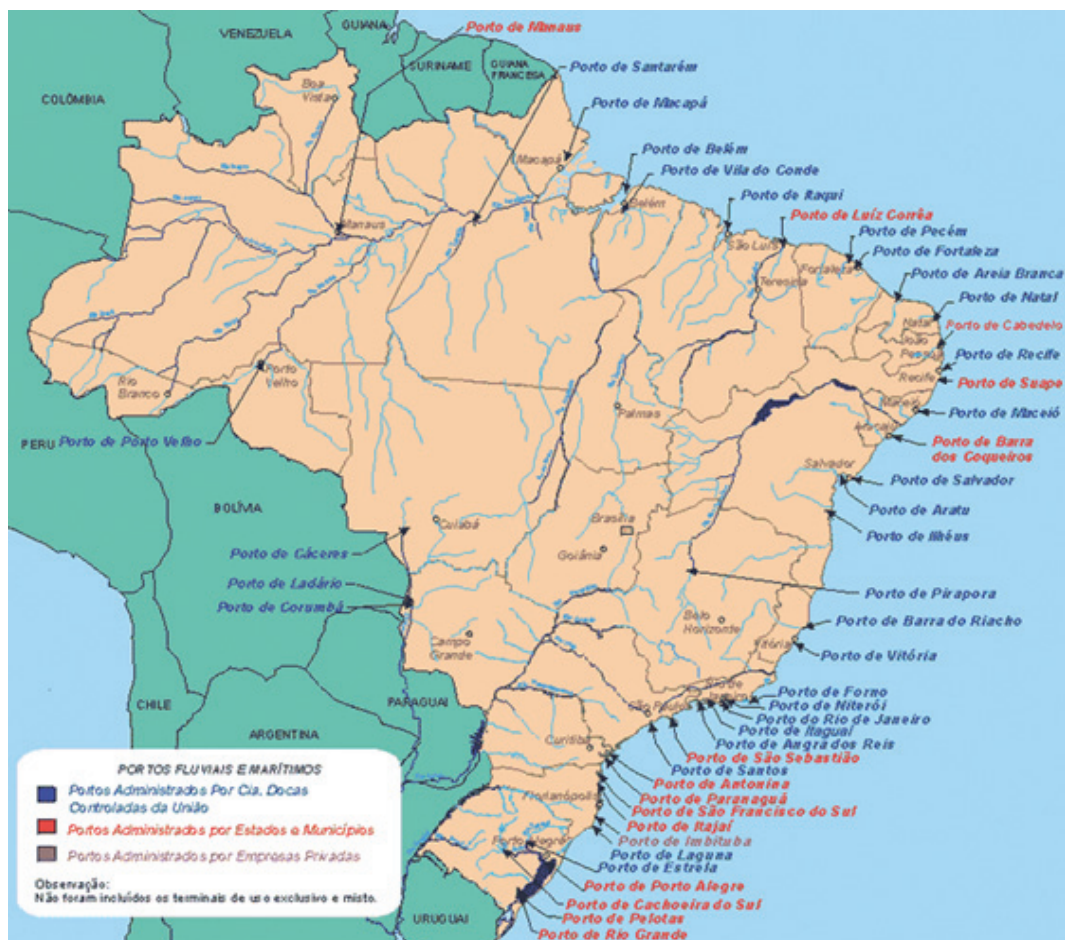 VENEZUELA
GUIANA
Porto de Manaus
SURINAME
GUIANA
FRANCESA
Porto de Santarém
COLÔMBIA
Boa
Vista
Porto de Macapá
Macapá
Porto de Belém
Porto de Vila do Conde
Belém
Porto de Itaqui
Manaus
São Luís
Porto de Luíz Corrêa
Porto de Pecém
Fortaleza
Porto de Fortaleza
Teresina
Porto de Areia Branca
Natal
Porto de Natal
João
Pessoa
Porto de Cabedelo
Porto de Recife
Recife
Porto de Suape
Rio
Branco
Porto
Velho
Palmas
Maceió
Porto de Maceió
PERU
Porto de Pôrto Velho
Aracaju
Porto de Barra
dos Coqueiros
Salvador
Porto de Salvador
BOLÍVIA
Porto de Aratu
Cuiabá
Brasília
Porto de Ilhéus
Porto de Cáceres
Goiânia
Porto de Ladário
Porto de Corumbá
Porto de Pirapora
Campo
Grande
Belo
Horizonte
Porto de Barra do Riacho
Vitória
Porto de Vitória
CHILE
PARAGUAI
Rio de
Janeiro
Porto de Forno
Porto de Niterói
São Paulo
Porto do Rio de Janeiro
Porto de Itaguaí
ARGENTINA
Curitiba
Porto de Angra dos Reis
Porto de São Sebastião
Porto de Santos
Porto de Antonina
Florianópolis
Porto de Paranaguá
Porto de São Francisco do Sul
Porto de Itajaí
Porto Alegre
Porto de Imbituba
Porto de Laguna
Porto de Estrela
Porto de Porto Alegre
Porto de Cachoeira do Sul
URUGUAI
Porto de Pelotas
Porto de Rio Grande
PORTOS FLUVIAIS E MARÍTIMOS
Portos Administrados Por Cia. Docas
Controladas da União
Portos Administrados por Estados e Municípios
Portos Administrados por Empresas Privadas
Observação:
Não foram incluídos os terminais de uso exclusivo e misto.